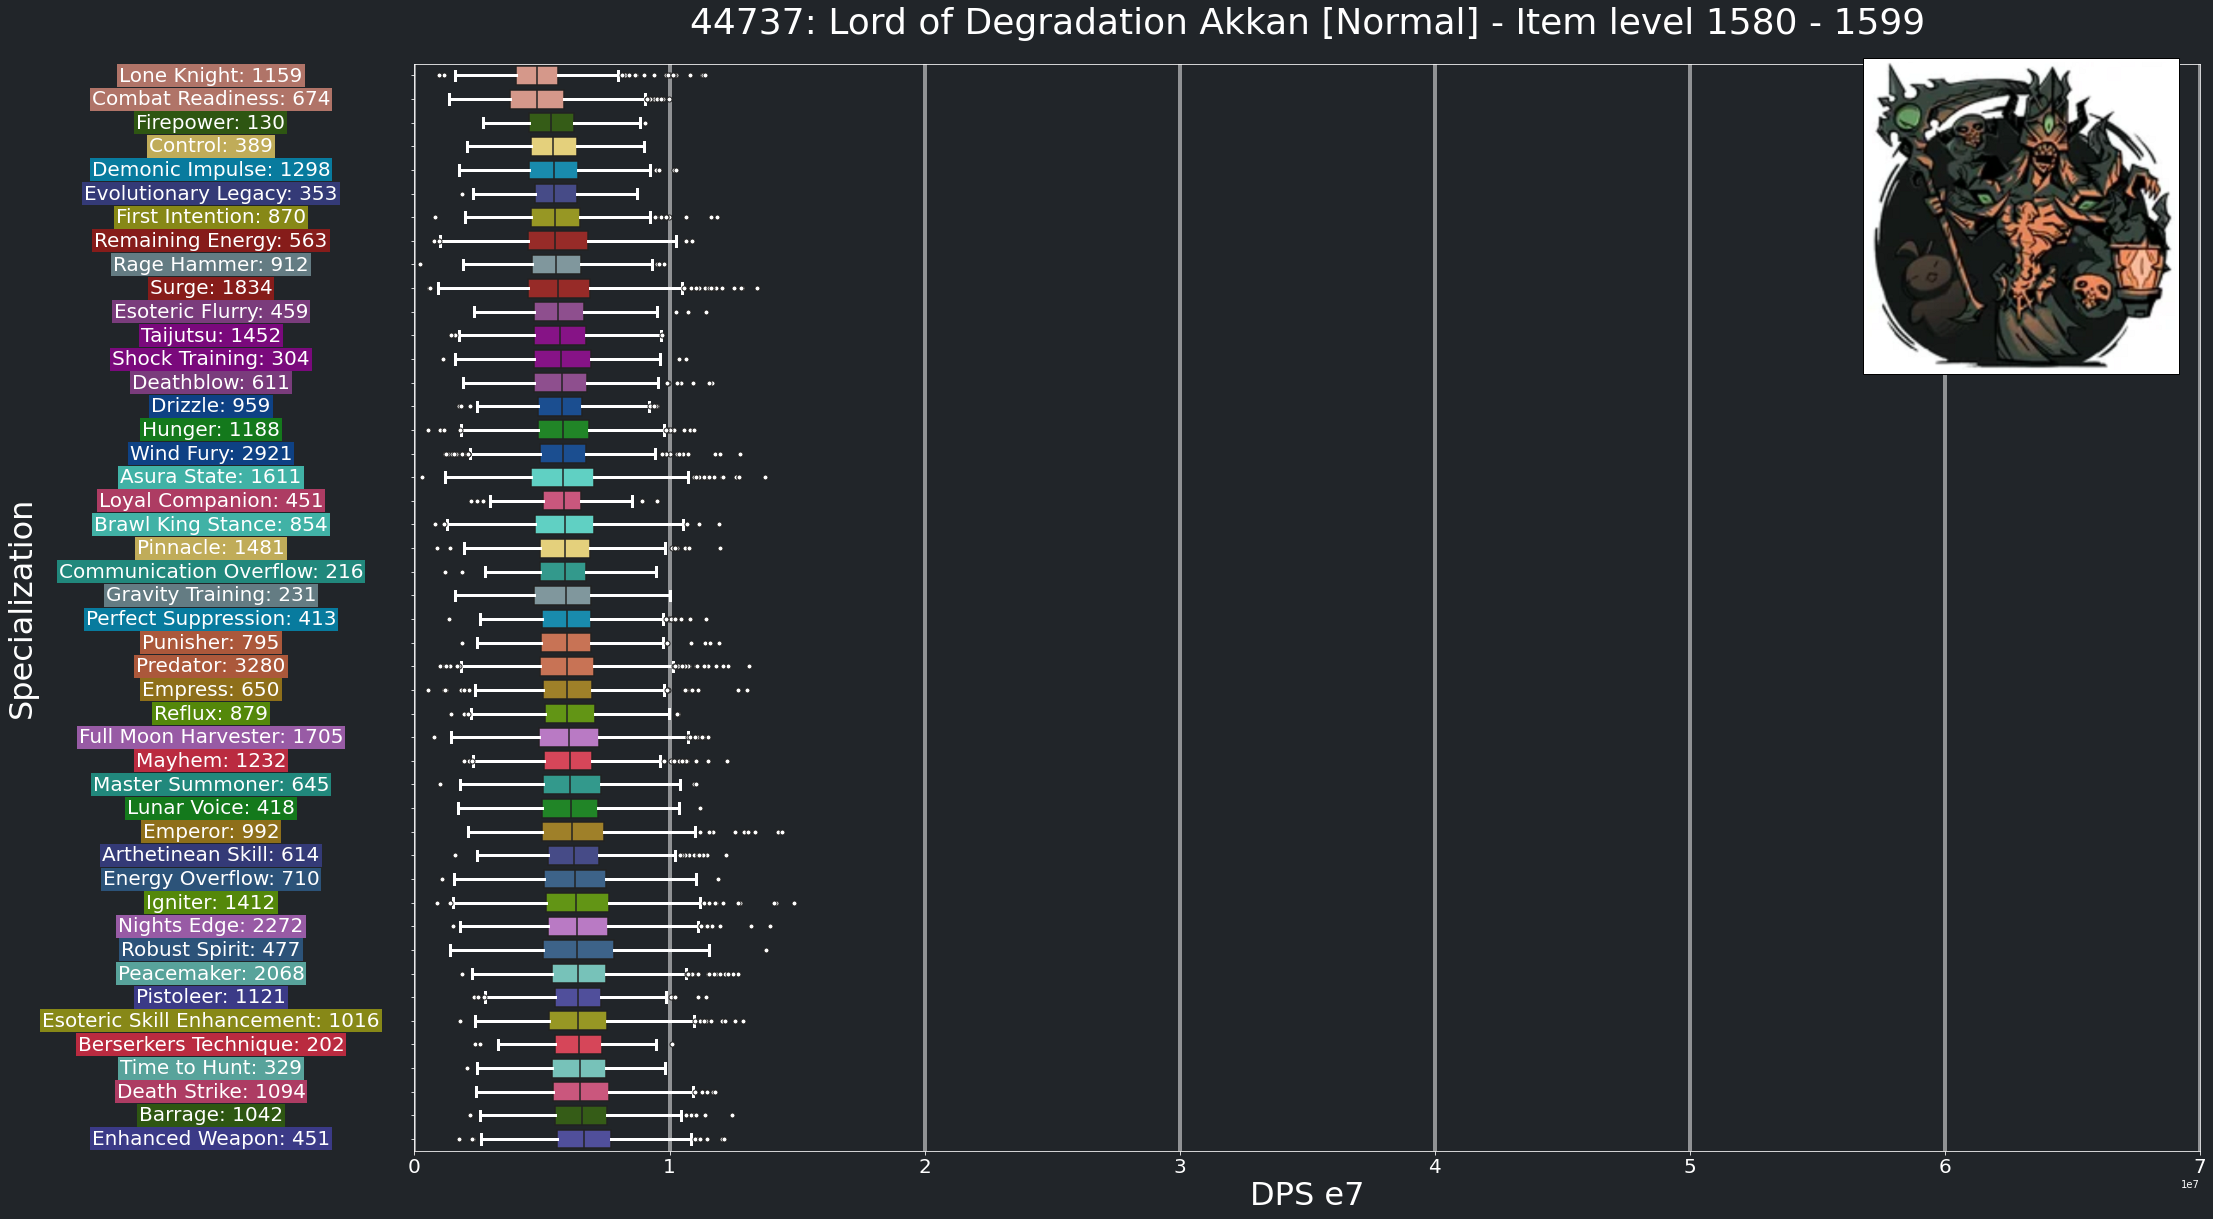 44737: Lord of Degradation Akkan [Normal] - Item level 1580 - 1599
Specialization
Lone Knight: 1159
Combat Readiness: 674
Firepower: 130
Control: 389
Demonic Impulse: 1298
Evolutionary Legacy: 353
First Intention: 870
Remaining Energy: 563
Rage Hammer: 912
Surge: 1834
Esoteric Flurry: 459
Taijutsu: 1452
Shock Training: 304
Deathblow: 611
Drizzle: 959
Hunger: 1188
Wind Fury: 2921
Asura State: 1611
Loyal Companion: 451
Brawl King Stance: 854
Pinnacle: 1481
Communication Overflow: 216
Gravity Training: 231
Perfect Suppression: 413
Punisher: 795
Predator: 3280
Empress: 650
Reflux: 879
Full Moon Harvester: 1705
Mayhem: 1232
Master Summoner: 645
Lunar Voice: 418
Emperor: 992
Arthetinean Skill: 614
Energy Overflow: 710
Igniter: 1412
Nights Edge: 2272
Robust Spirit: 477
Peacemaker: 2068
Pistoleer: 1121
Esoteric Skill Enhancement: 1016
Berserkers Technique: 202
Time to Hunt: 329
Death Strike: 1094
Barrage: 1042
Enhanced Weapon: 451
0 1 2 3 4 5 6 7
1e7
DPS e7